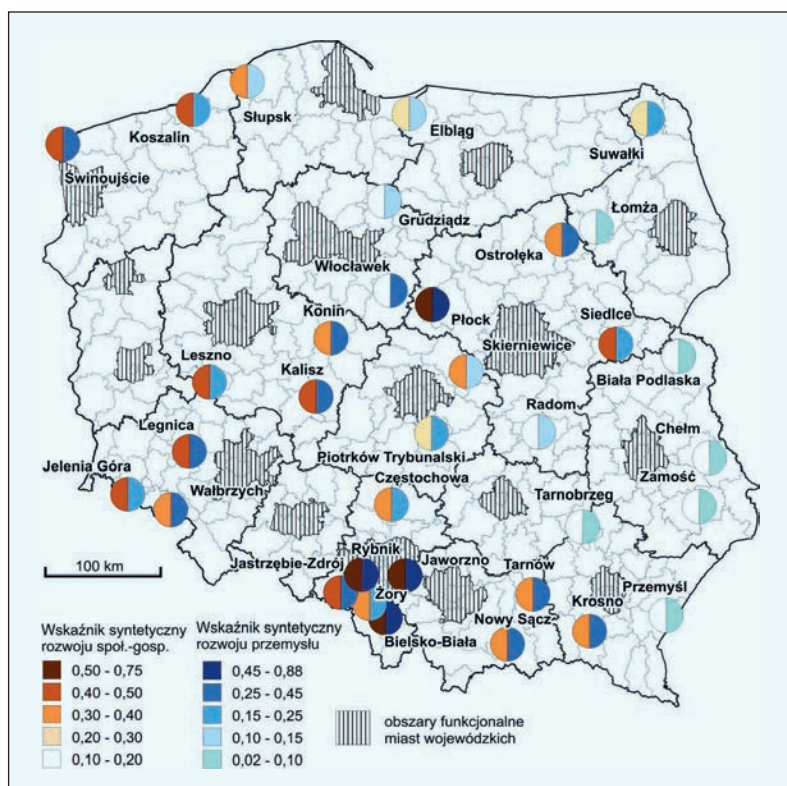 Słupsk
Koszalin
Elbląg
Suwałki
Świnoujście
Grudziądz
Łomża
Ostrołęka
Włocławek
Konin
Płock
Siedlce
Skierniewice
Leszno
Kalisz
Biała Podlaska
Radom
Legnica
Chełm
Piotrków Trybunalski
Jelenia Góra
Wałbrzych
Zamość
Częstochowa
Tarnobrzeg
100 km
Rybnik
Jastrzębie-Zdrój
Jaworzno
Tarnów
Żory
Przemyśl
Krosno
Nowy Sącz
Bielsko-Biała
Wskaźnik syntetyczny
rozwoju społ.-gosp.
0,50 - 0,75
0,40 - 0,50
0,30 - 0,40
0,20 - 0,30
0,10 - 0,20
Wskaźnik syntetyczny
rozwoju przemysłu
0,45 - 0,88
0,25 - 0,45
0,15 - 0,25
0,10 - 0,15
0,02 - 0,10
obszary funkcjonalne
miast wojewódzkich